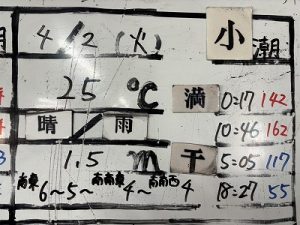 4/2 (火) 小潮
25 ℃ 満 0:17 142
晴/雨 10:46 162
1.5 m 干 5:05 117
南東6~5~南南東4~南南西4 18:27 55